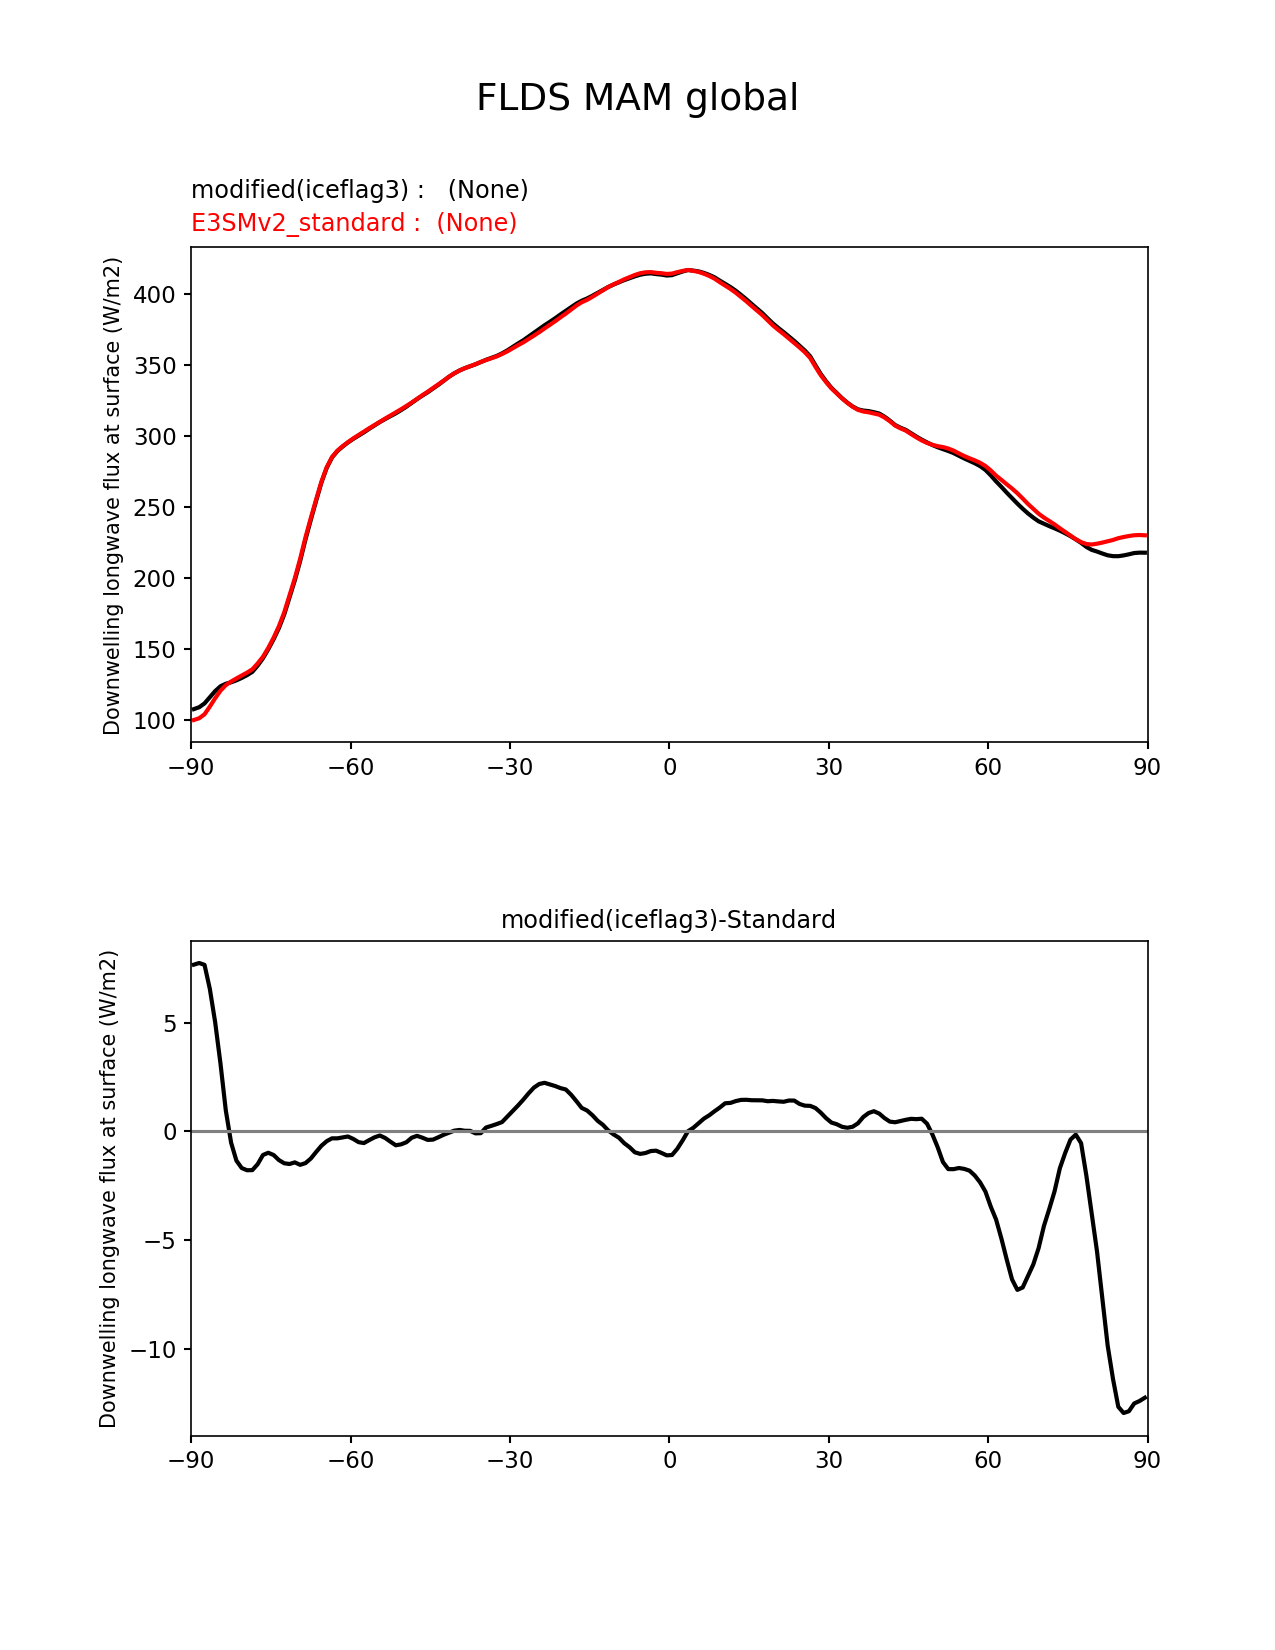 FLDS MAM global
modified(iceflag3) :   (None)
E3SMv2_standard :  (None)
Downwelling longwave flux at surface (W/m2)
400
350
300
250
200
150
100
−90 −60 −30 0 30 60 90
modified(iceflag3)-Standard
Downwelling longwave flux at surface (W/m2)
5
0
−5
−10
−90 −60 −30 0 30 60 90